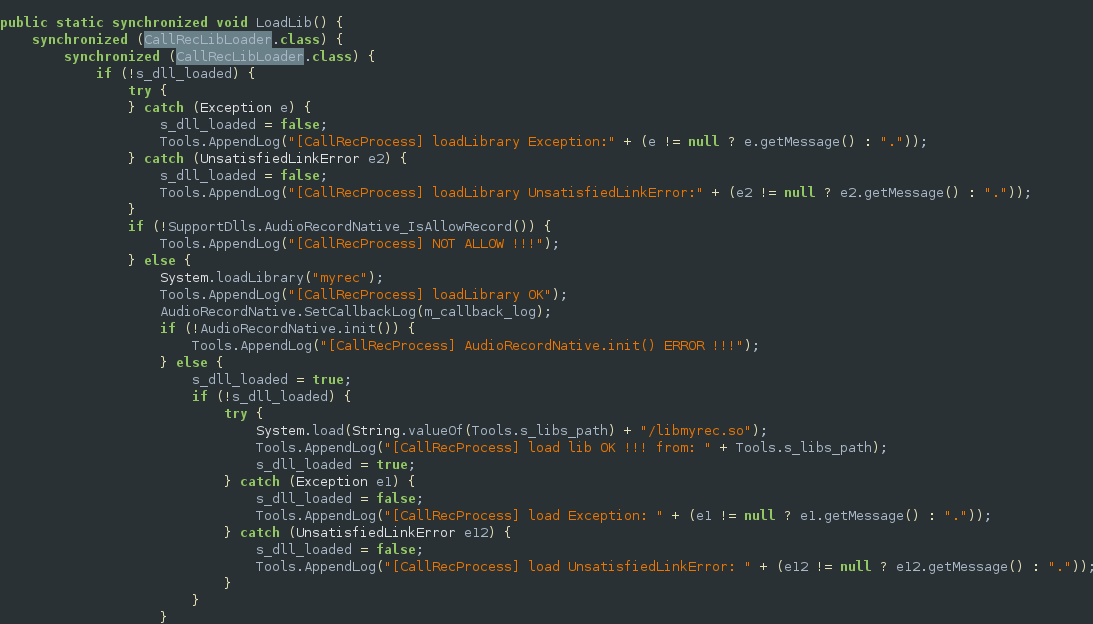 public static synchronized void LoadLib() {
synchronized (CallRecLibLoader.class) {
synchronized (CallRecLibLoader.class) {
if (!s_dll_loaded) {
try {
} catch (Exception e) {
s_dll_loaded = false;
Tools.AppendLog("[CallRecProcess] loadLibrary Exception:" + (e != null ? e.getMessage() : "."));
} catch (UnsatisfiedLinkError e2) {
s_dll_loaded = false;
Tools.AppendLog("[CallRecProcess] loadLibrary UnsatisfiedLinkError:" + (e2 != null ? e2.getMessage() : "."));
}
if (!SupportDlls.AudioRecordNative_IsAllowRecord()) {
Tools.AppendLog("[CallRecProcess] NOT ALLOW !!!");
} else {
System.loadLibrary("myrec");
Tools.AppendLog("[CallRecProcess] loadLibrary OK");
AudioRecordNative.SetCallbackLog(m_callback_log);
if (!AudioRecordNative.init()) {
Tools.AppendLog("[CallRecProcess] AudioRecordNative.init() ERROR !!!");
} else {
s_dll_loaded = true;
if (!s_dll_loaded) {
try {
System.load(String.valueOf(Tools.s_libs_path) + "/libmyrec.so");
Tools.AppendLog("[CallRecProcess] load lib OK !!! from: " + Tools.s_libs_path);
s_dll_loaded = true;
} catch (Exception e1) {
s_dll_loaded = false;
Tools.AppendLog("[CallRecProcess] load Exception: " + (e1 != null ? e1.getMessage() : "."));
} catch (UnsatisfiedLinkError e12) {
s_dll_loaded = false;
Tools.AppendLog("[CallRecProcess] load UnsatisfiedLinkError: " + (e12 != null ? e12.getMessage() : "."));
}
}
}